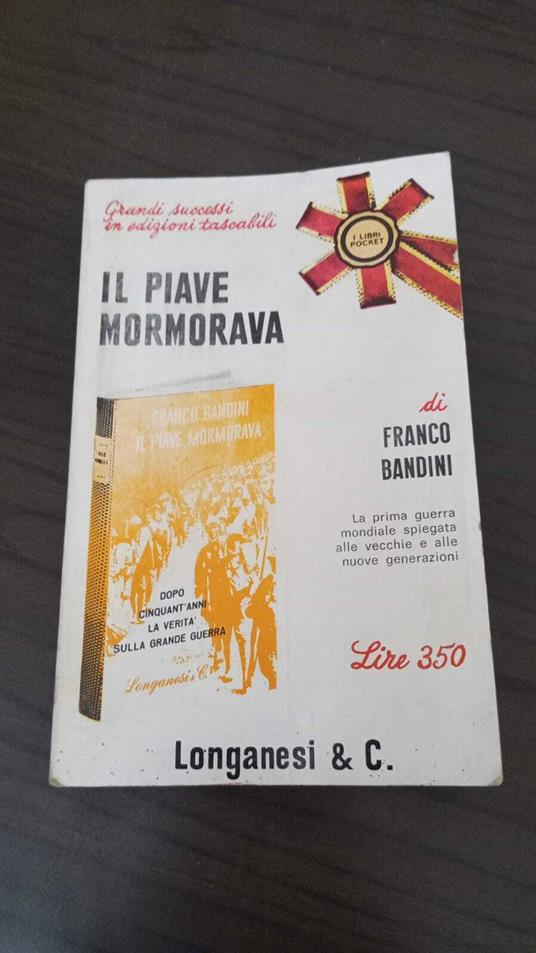 Grandi successi
in edizioni tascabili
I LIBRI
POCKET
IL PIAVE
MORMORAVA
di
FRANCO
BANDINI
La prima guerra
mondiale spiegata
alle vecchie e alle
nuove generazioni
FRANCO BANDINI
IL PIAVE MORMORAVA
DOPO
CINQUANT'ANNI
LA VERITA'
SULLA GRANDE GUERRA
Longanesi & C.
Lire 350
Longanesi & C.